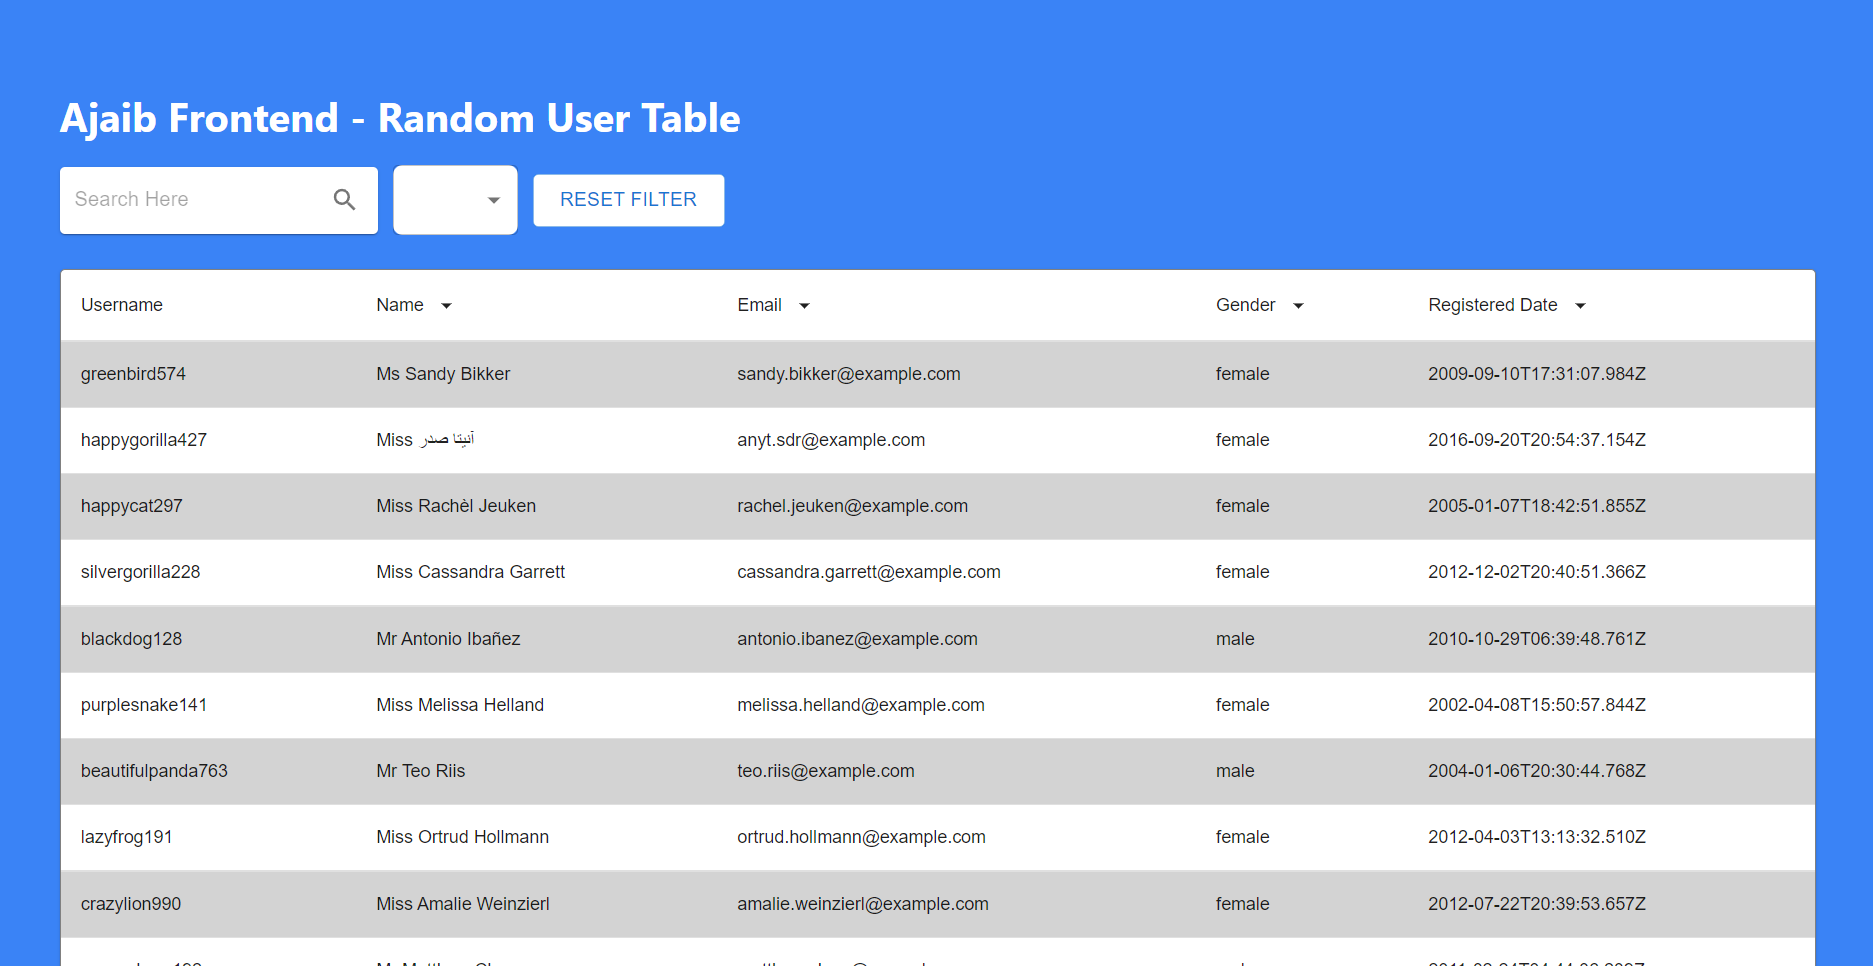 Ajaib Frontend - Random User Table
Search Here RESET FILTER
Username Name Email Gender Registered Date
greenbird574 Ms Sandy Bikker sandy.bikker@example.com female 2009-09-10T17:31:07.984Z
happygorilla427 Miss آنیتا صدر anyt.sdr@example.com female 2016-09-20T20:54:37.154Z
happycat297 Miss Rachèl Jeuken rachel.jeuken@example.com female 2005-01-07T18:42:51.855Z
silvergorilla228 Miss Cassandra Garrett cassandra.garrett@example.com female 2012-12-02T20:40:51.366Z
blackdog128 Mr Antonio Ibañez antonio.ibanez@example.com male 2010-10-29T06:39:48.761Z
purplesnake141 Miss Melissa Helland melissa.helland@example.com female 2002-04-08T15:50:57.844Z
beautifulpanda763 Mr Teo Riis teo.riis@example.com male 2004-01-06T20:30:44.768Z
lazyfrog191 Miss Ortrud Hollmann ortrud.hollmann@example.com female 2012-04-03T13:13:32.510Z
crazylion990 Miss Amalie Weinzierl amalie.weinzierl@example.com female 2012-07-22T20:39:53.657Z